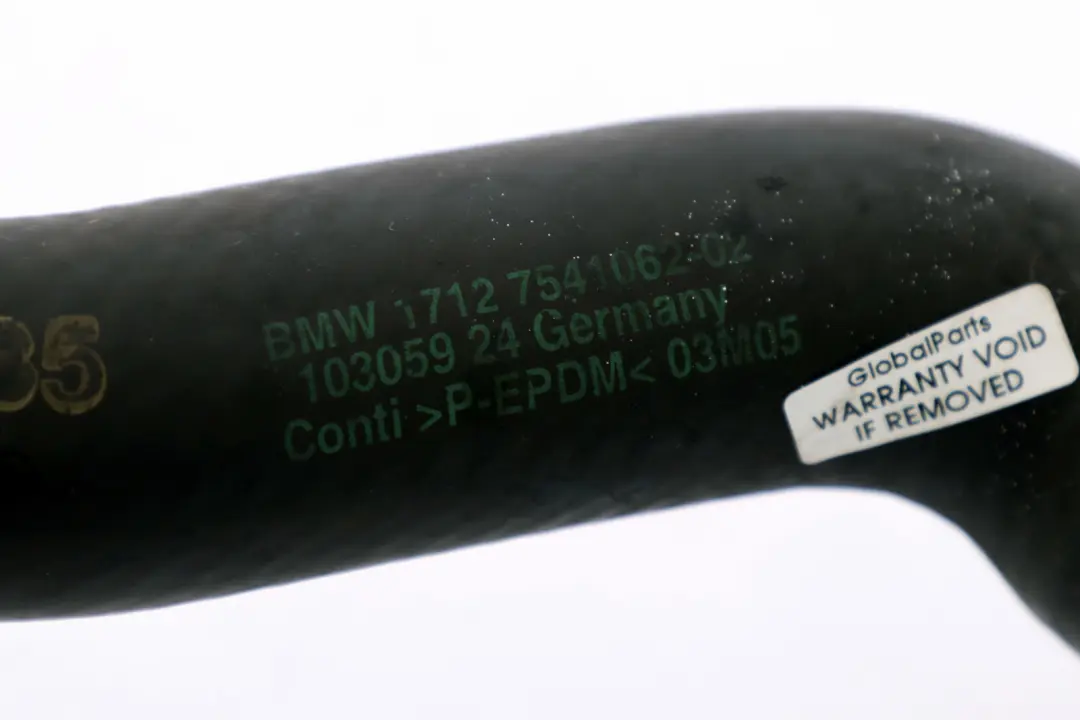 35
BMW 1712 7541062-02
103059 24 Germany
Conti >P-EPDM< 03M05
GlobalParts
WARRANTY VOID
IF REMOVED